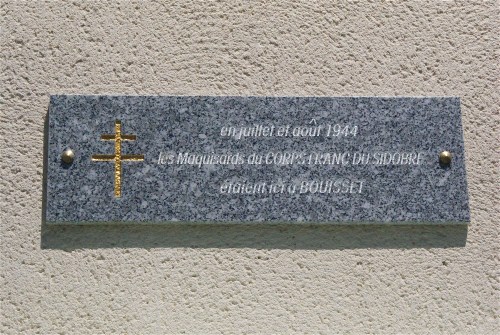 en juillet et août 1944
les Maquisards du CORPS FRANC DU SIDOBRE
étaient ici à BOUISSET